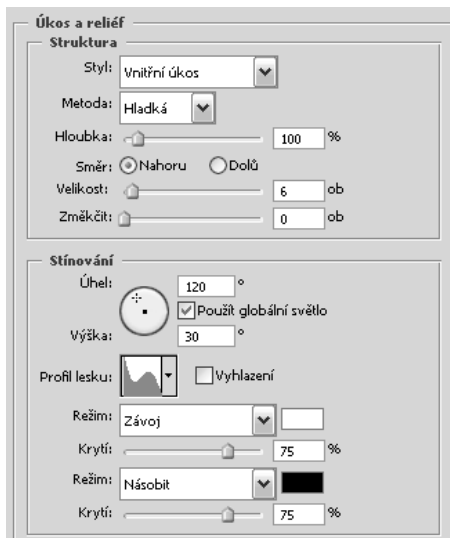 Úkos a reliéf
Struktura
Styl: Vnitřní úkos
Metoda: Hladká
Hloubka: 100 %
Směr: Nahoru Dolů
Velikost: 6 ob
Změkčit: 0 ob
Stínování
Úhel: 120 °
Použít globální světlo
Výška: 30 °
Profil lesku: Vyhlazení
Režim: Závoj
Krytí: 75 %
Režim: Násobit
Krytí: 75 %